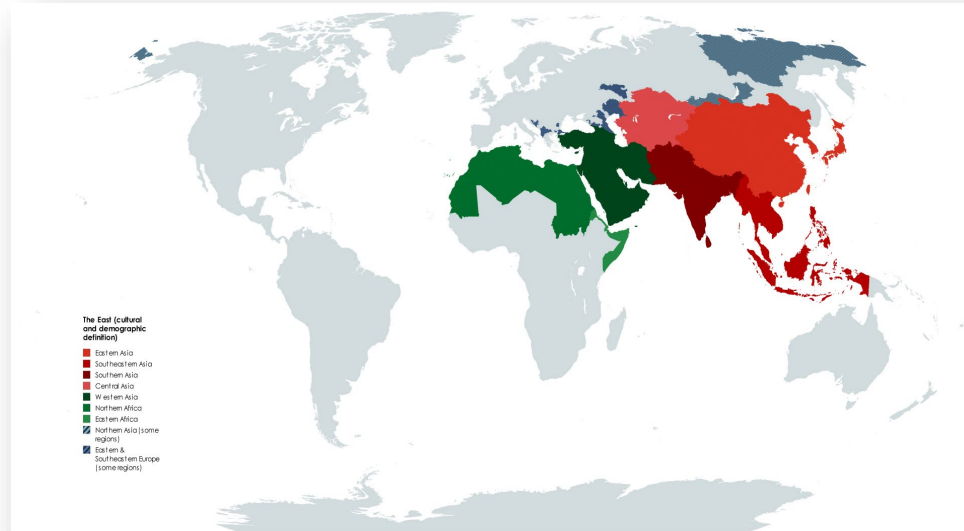 The East (cultural
and demographic
definition)
Eastern Asia
Southeastern Asia
Southern Asia
Central Asia
Western Asia
Northern Africa
Eastern Africa
Northern Asia (some
regions)
Eastern &
Southeastern Europe
(some regions)